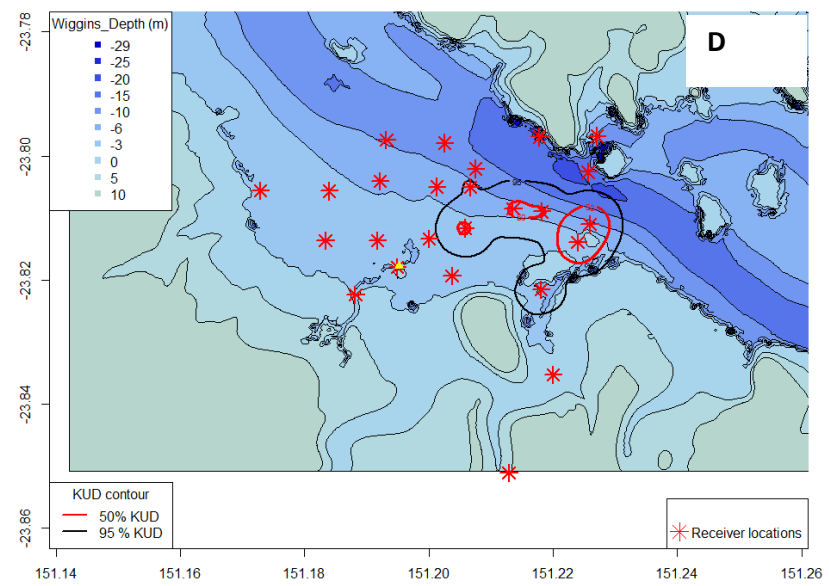 D
Wiggins_Depth (m)
-29
-25
-20
-15
-10
-6
-3
0
5
10
-23.78
-23.80
-23.82
-23.84
-23.86
KUD contour
50% KUD
95 % KUD
Receiver locations
151.14 151.16 151.18 151.20 151.22 151.24 151.26